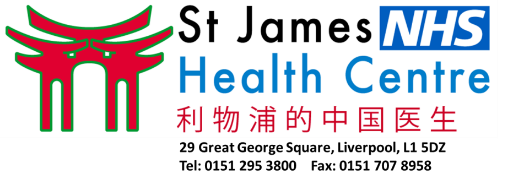 St James NHS
Health Centre
利物浦的中国医生
29 Great George Square, Liverpool, L1 5DZ
Tel: 0151 295 3800 Fax: 0151 707 8958